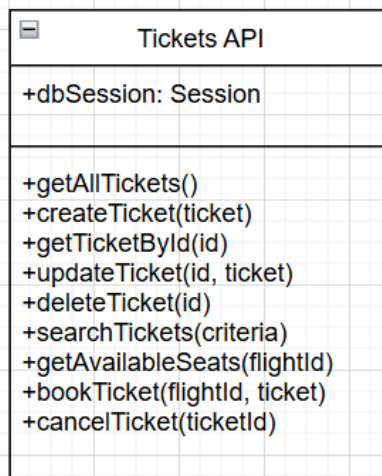 Tickets API
+dbSession: Session
+getAllTickets()
+createTicket(ticket)
+getTicketById(id)
+updateTicket(id, ticket)
+deleteTicket(id)
+searchTickets(criteria)
+getAvailableSeats(flightId)
+bookTicket(flightId, ticket)
+cancelTicket(ticketId)